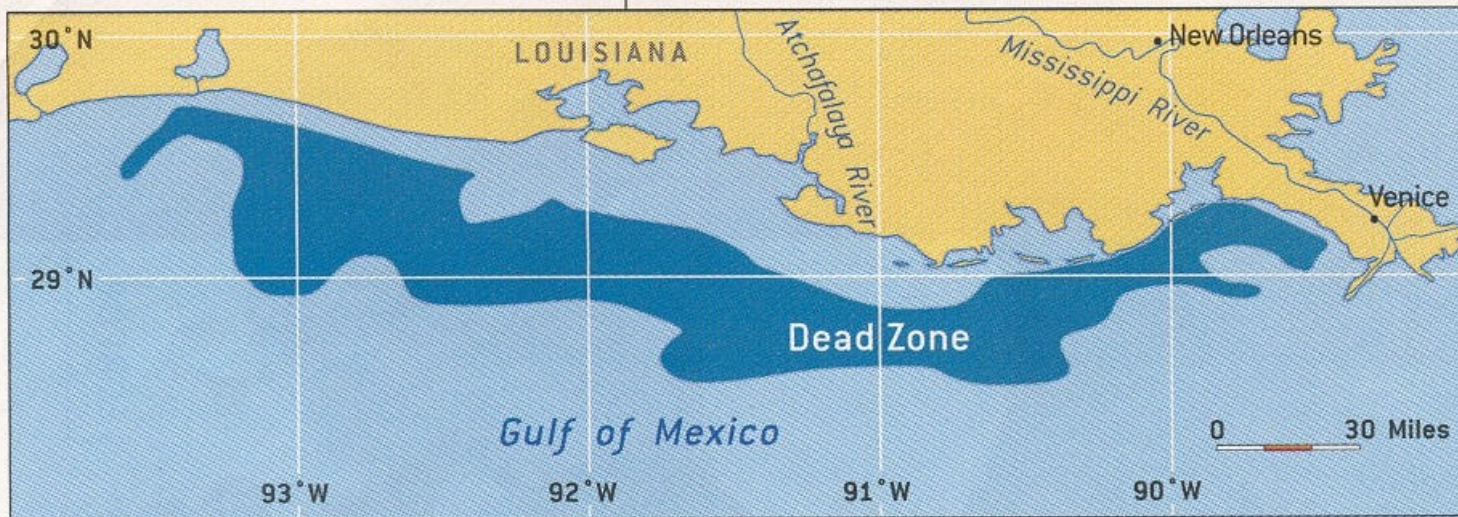 30°N
LOUISIANA
Atchafalaya River
Mississippi River
New Orleans
Venice
29°N
Dead Zone
Gulf of Mexico
0 30 Miles
93°W 92°W 91°W 90°W